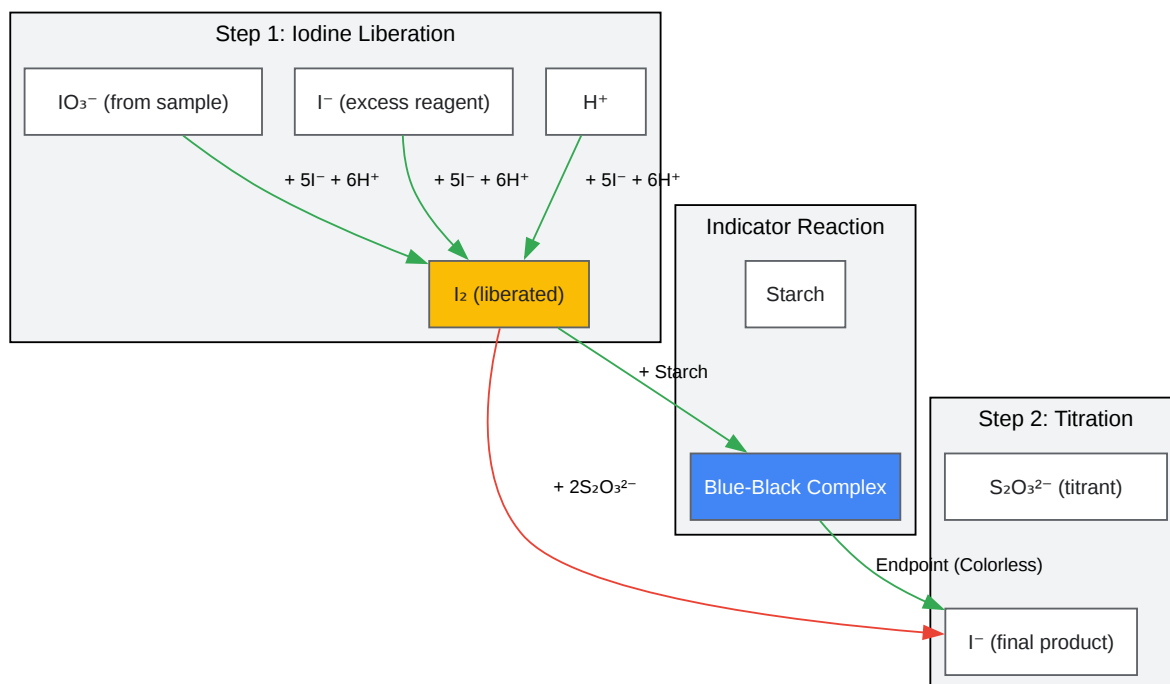 Step 1: Iodine Liberation
IO₃⁻ (from sample)
I⁻ (excess reagent)
H⁺
+ 5I⁻ + 6H⁺
+ 5I⁻ + 6H⁺
+ 5I⁻ + 6H⁺
I₂ (liberated)
Indicator Reaction
Starch
+ Starch
Blue-Black Complex
+ 2S₂O₃²⁻
Step 2: Titration
S₂O₃²⁻ (titrant)
Endpoint (Colorless)
I⁻ (final product)